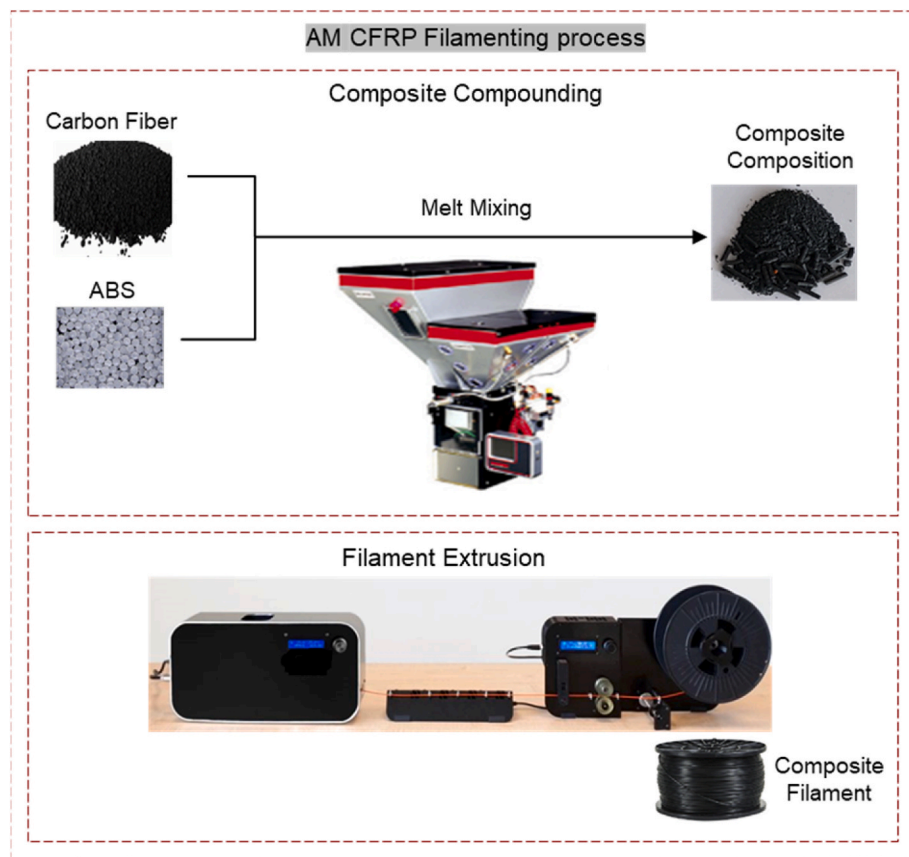 AM CFRP Filamenting process
Composite Compounding
Carbon Fiber
Composite
Composition
Melt Mixing
ABS
Filament Extrusion
Composite
Filament